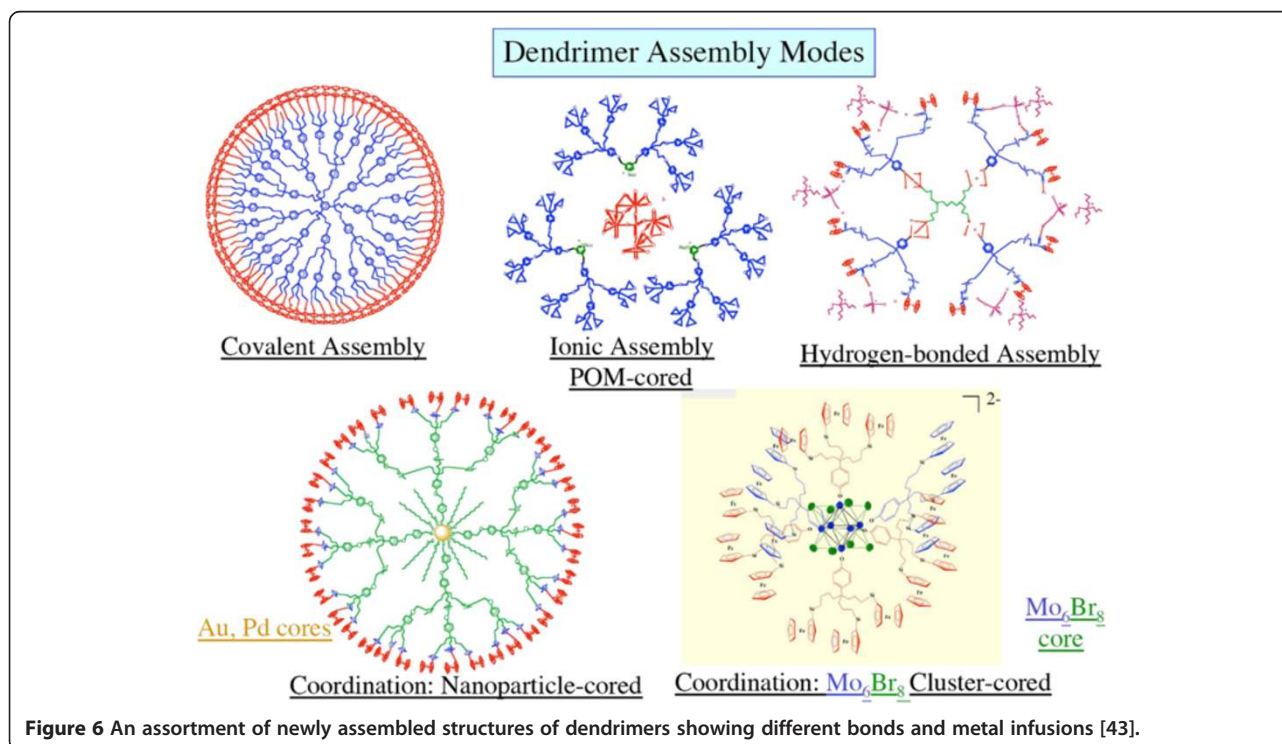 Dendrimer Assembly Modes
Covalent Assembly
Ionic Assembly
POM-cored
Hydrogen-bonded Assembly
2-
Au, Pd cores
Coordination: Nanoparticle-cored
Mo₆Br₈
core
Coordination: Mo₆Br₈ Cluster-cored
Figure 6 An assortment of newly assembled structures of dendrimers showing different bonds and metal infusions [43].